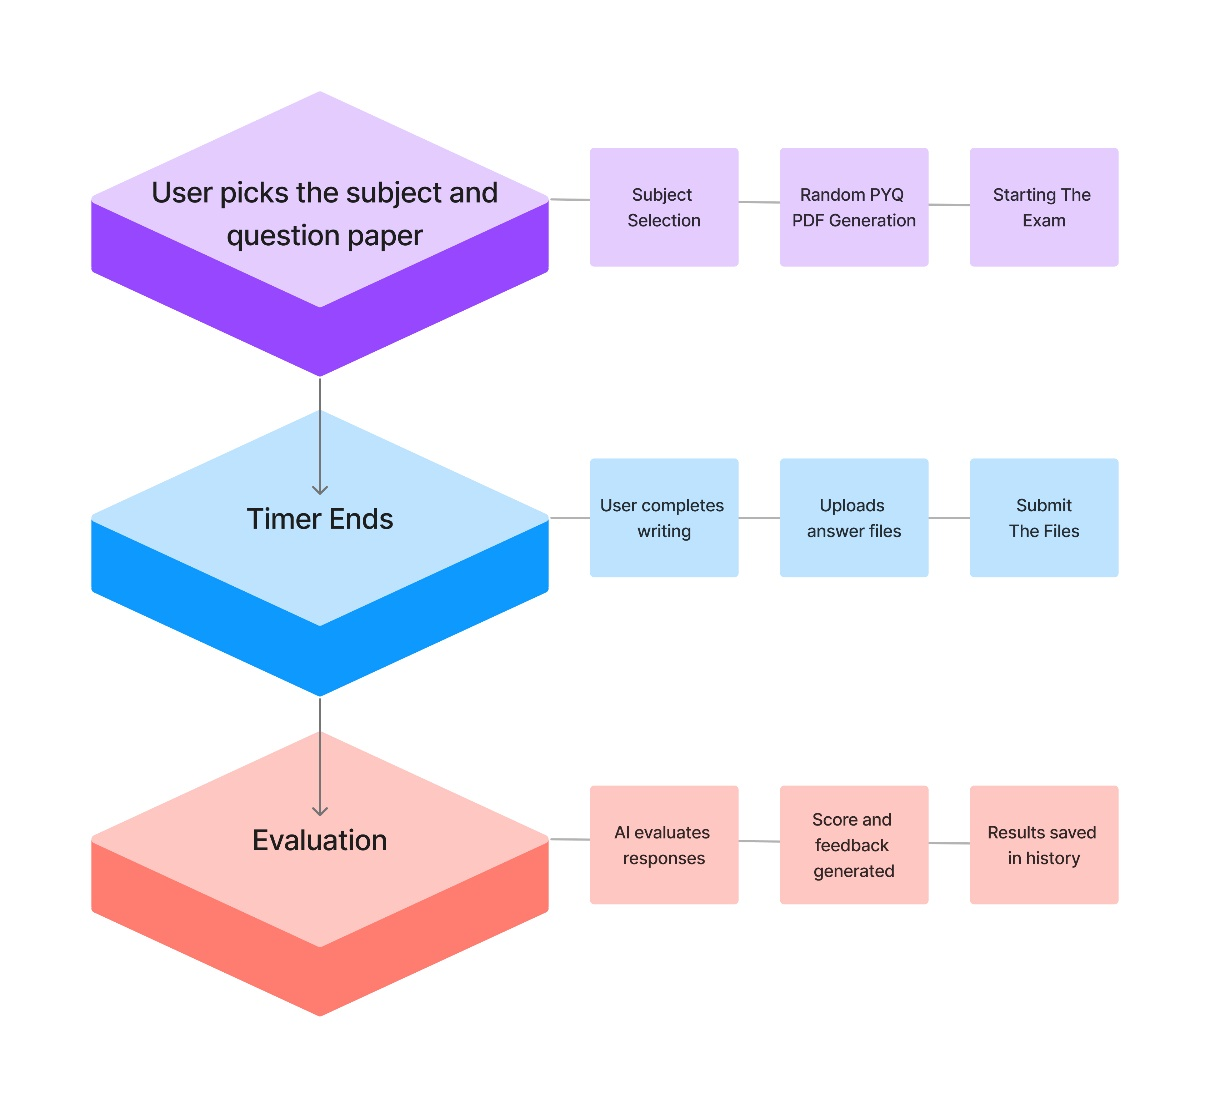 User picks the subject and
question paper
Subject
Selection
Random PYQ
PDF Generation
Starting The
Exam
Timer Ends
User completes
writing
Uploads
answer files
Submit
The Files
Evaluation
AI evaluates
responses
Score and
feedback
generated
Results saved
in history